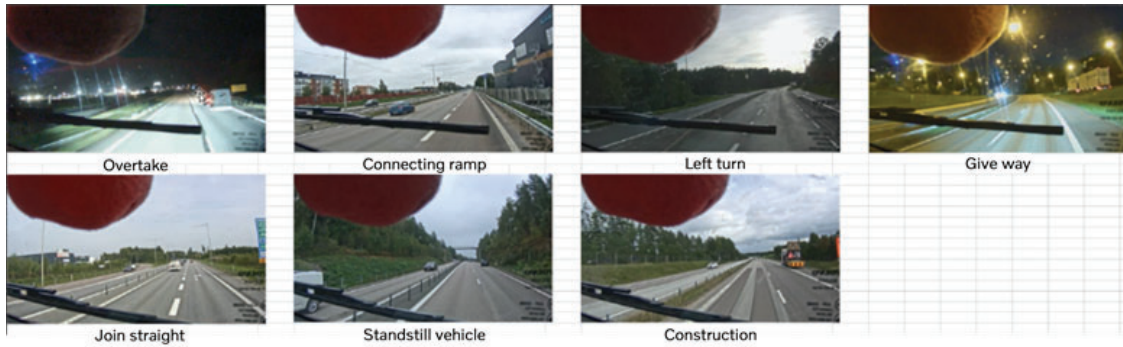 Overtake
Connecting ramp
Left turn
Give way
Join straight
Standstill vehicle
Construction